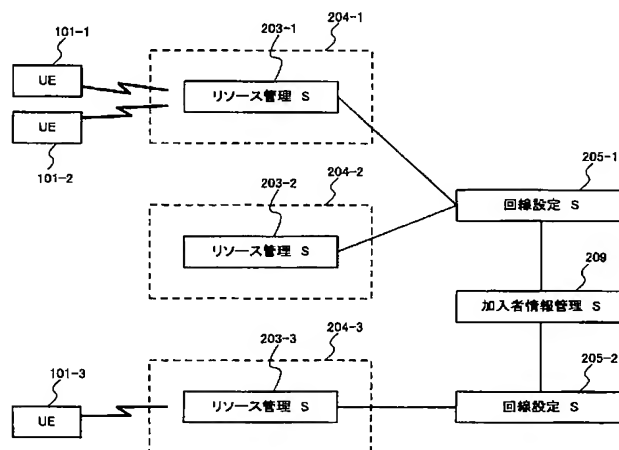 204-1
203-1
101-1
UE
リソース管理 S
UE
101-2
204-2
203-2
205-1
回線設定 S
リソース管理 S
209
加入者情報管理 S
204-3
203-3
205-2
101-3
UE
リソース管理 S
回線設定 S